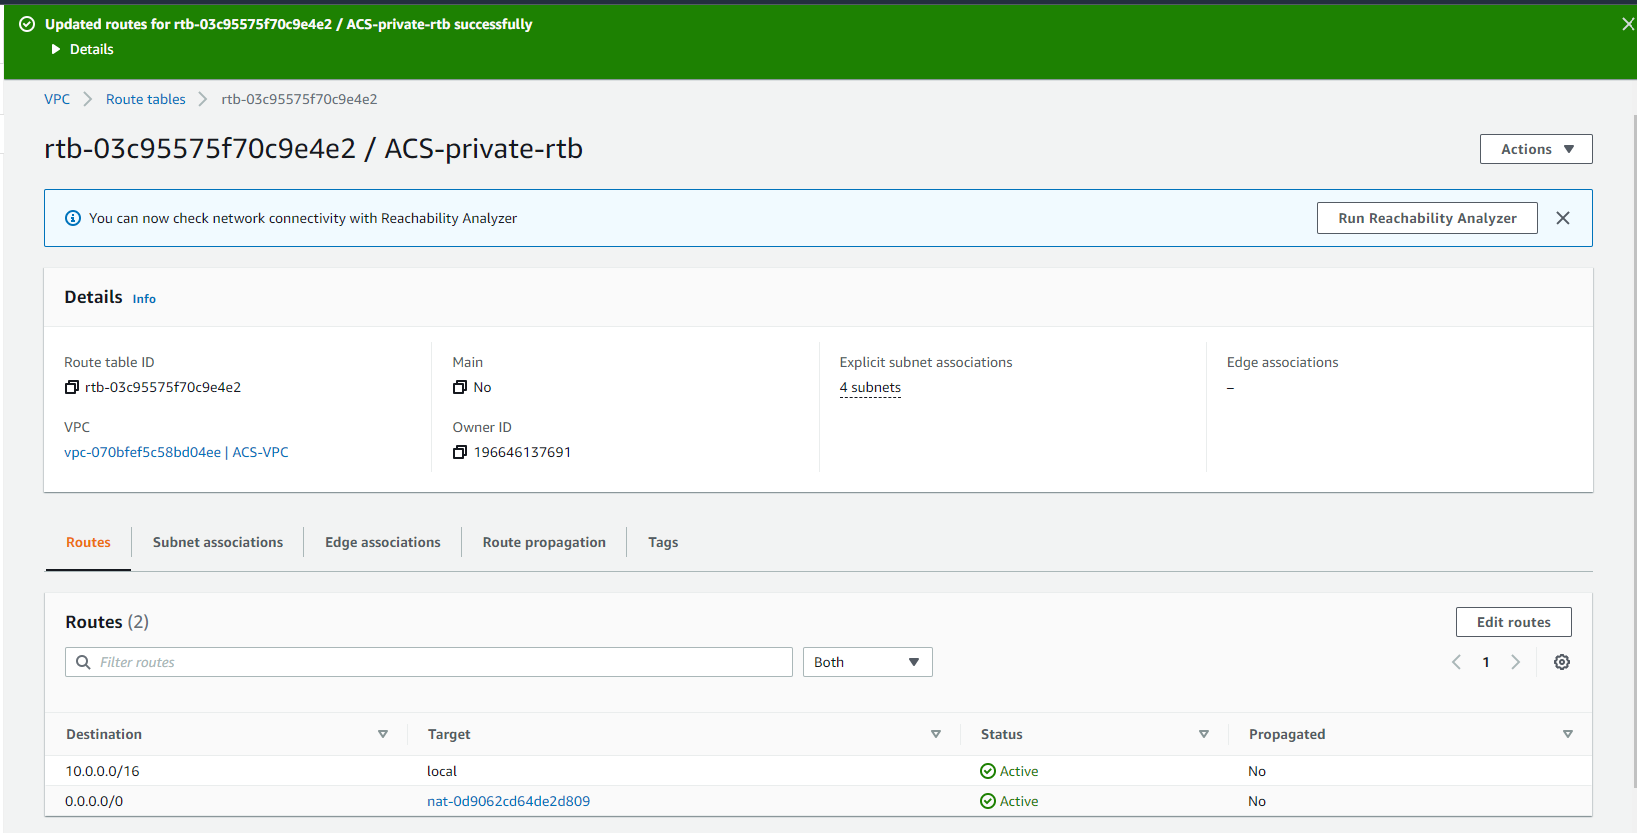 Updated routes for rtb-03c95575f70c9e4e2 / ACS-private-rtb successfully
Details
VPC Route tables rtb-03c95575f70c9e4e2
rtb-03c95575f70c9e4e2 / ACS-private-rtb
Actions
You can now check network connectivity with Reachability Analyzer
Run Reachability Analyzer
Details Info
Route table ID
rtb-03c95575f70c9e4e2
VPC
vpc-070bfef5c58bd04ee | ACS-VPC
Main
No
Owner ID
196646137691
Explicit subnet associations
4 subnets
Edge associations
–
Routes Subnet associations Edge associations Route propagation Tags
Routes (2)
Edit routes
Filter routes
Both
1
Destination Target Status Propagated
10.0.0.0/16 local Active No
0.0.0.0/0 nat-0d9062cd64de2d809 Active No